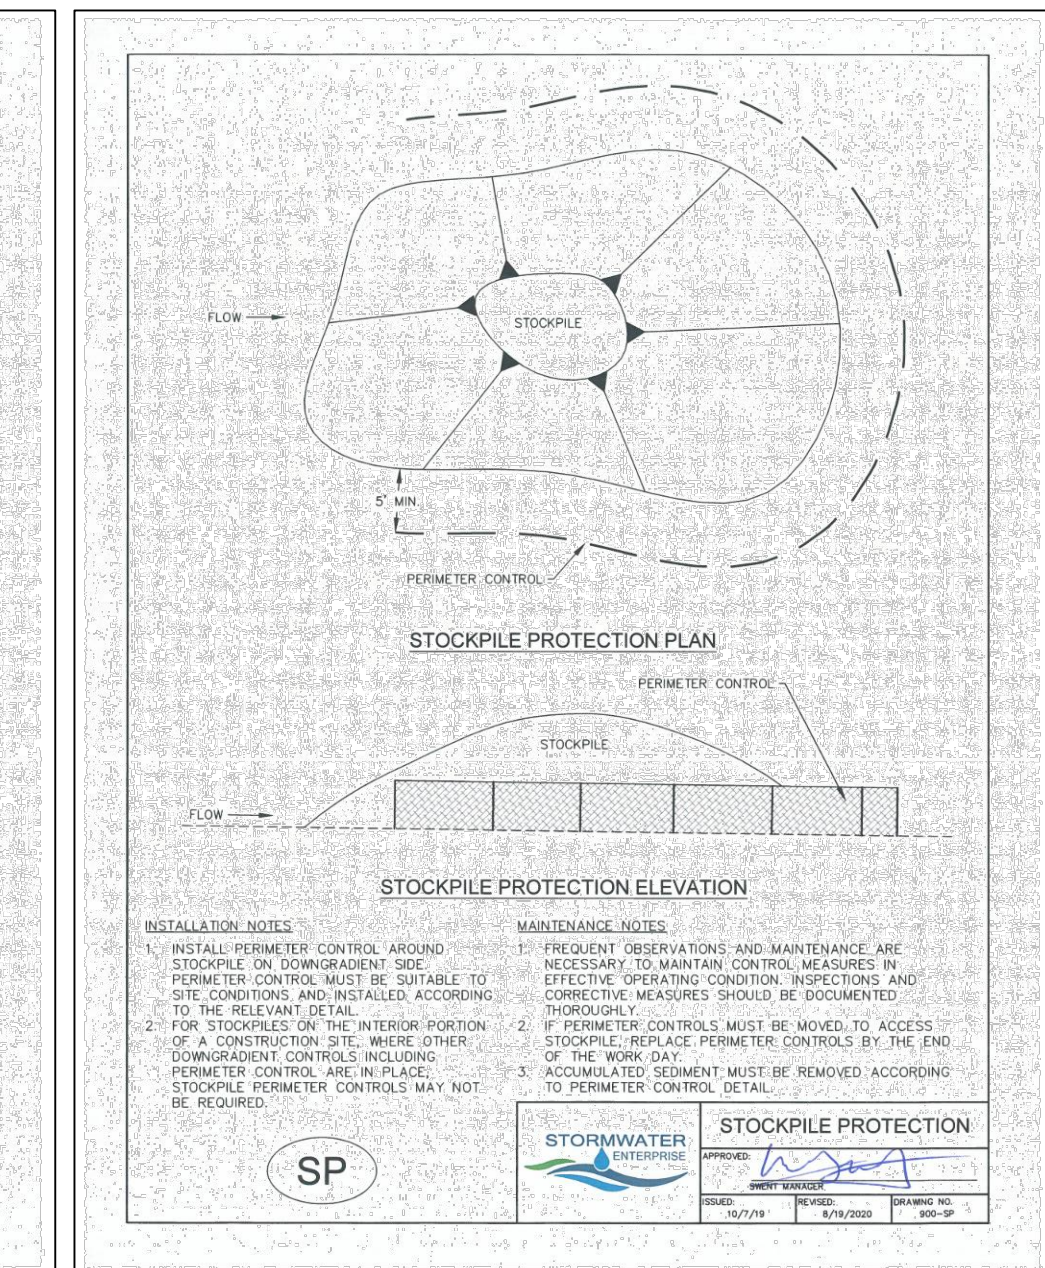 FLOW
STOCKPILE
5' MIN.
PERIMETER CONTROL
STOCKPILE PROTECTION PLAN
PERIMETER CONTROL
STOCKPILE
FLOW
STOCKPILE PROTECTION ELEVATION
INSTALLATION NOTES
1. INSTALL PERIMETER CONTROL AROUND
STOCKPILE ON DOWNGRADIENT SIDE.
PERIMETER CONTROL MUST BE SUITABLE TO
SITE CONDITIONS AND INSTALLED ACCORDING
TO THE RELEVANT DETAIL.
2. FOR STOCKPILES ON THE INTERIOR PORTION
OF A CONSTRUCTION SITE, WHERE OTHER
DOWNGRADIENT CONTROLS INCLUDING
PERIMETER CONTROL ARE IN PLACE,
STOCKPILE PERIMETER CONTROLS MAY NOT
BE REQUIRED.
MAINTENANCE NOTES
1. FREQUENT OBSERVATIONS AND MAINTENANCE ARE
NECESSARY TO MAINTAIN CONTROL MEASURES IN
EFFECTIVE OPERATING CONDITION. INSPECTIONS AND
CORRECTIVE MEASURES SHOULD BE DOCUMENTED
THOROUGHLY.
2. IF PERIMETER CONTROLS MUST BE MOVED TO ACCESS
STOCKPILE, REPLACE PERIMETER CONTROLS BY THE END
OF THE WORK DAY.
3. ACCUMULATED SEDIMENT MUST BE REMOVED ACCORDING
TO PERIMETER CONTROL DETAIL.
SP
STORMWATER
ENTERPRISE
STOCKPILE PROTECTION
APPROVED:
SWENT MANAGER
ISSUED: 10/7/19
REVISED: 8/19/2020
DRAWING NO. 900-SP